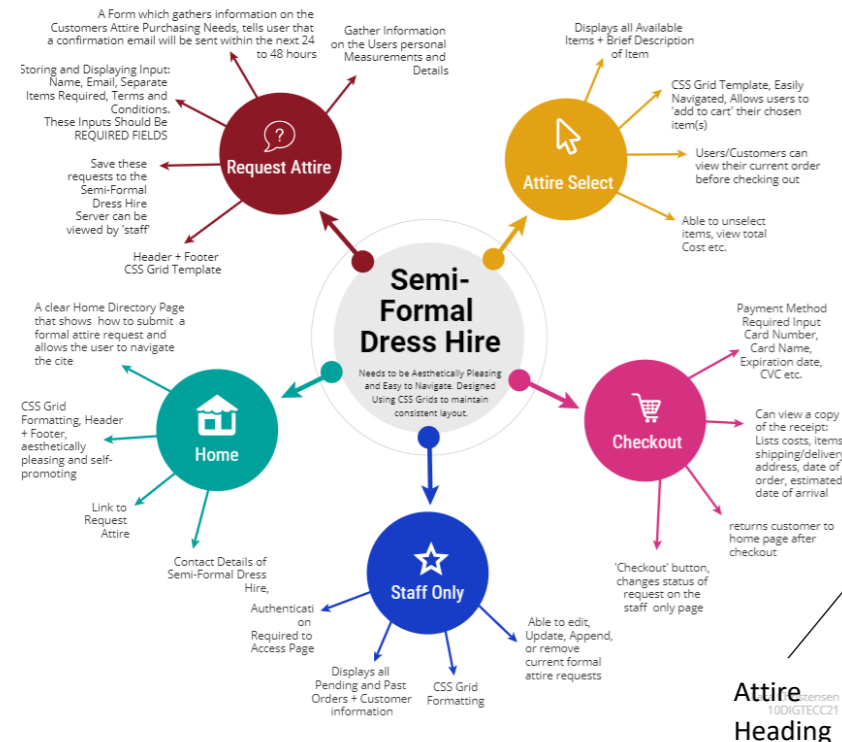 A Form which gathers information on the
Customers Attire Purchasing Needs, tells user that
a confirmation email will be sent within the next 24
to 48 hours
Gather Information
on the Users personal
Measurements and
Details
Storing and Displaying Input:
Name, Email, Separate
Items Required, Terms and
Conditions.
These Inputs Should Be
REQUIRED FIELDS
Save these
requests to the
Semi-Formal
Dress Hire
Server can be
viewed by 'staff'
Header + Footer
CSS Grid Template
?
Request Attire
Displays all Available
Items + Brief Description
of Item
CSS Grid Template, Easily
Navigated, Allows users to
'add to cart' their chosen
item(s)
Users/Customers can
view their current order
before checking out
Able to unselect
items, view total
Cost etc.
Attire Select
Semi-
Formal
Dress Hire
Needs to be Aesthetically Pleasing
and Easy to Navigate. Designed
Using CSS Grids to maintain
consistent layout.
A clear Home Directory Page
that shows how to submit a
formal attire request and
allows the user to navigate
the cite
CSS Grid
Formatting, Header
+ Footer,
aesthetically
pleasing and self-
promoting
Link to
Request
Attire
Contact Details of
Semi-Formal Dress
Hire,
Home
Payment Method
Required Input
Card Number,
Card Name,
Expiration date,
CVC etc.
Can view a copy
of the receipt:
Lists costs, items
shipping/delivery
address, date of
order, estimated
date of arrival
returns customer to
home page after
checkout
'Checkout' button,
changes status of
request on the
staff only page
Checkout
Staff Only
Authenticati
on
Required to
Access Page
Displays all
Pending and Past
Orders + Customer
information
CSS Grid
Formatting
Able to edit,
Update, Append,
or remove
current formal
attire requests
Attire
Heading
10DIGTECC21